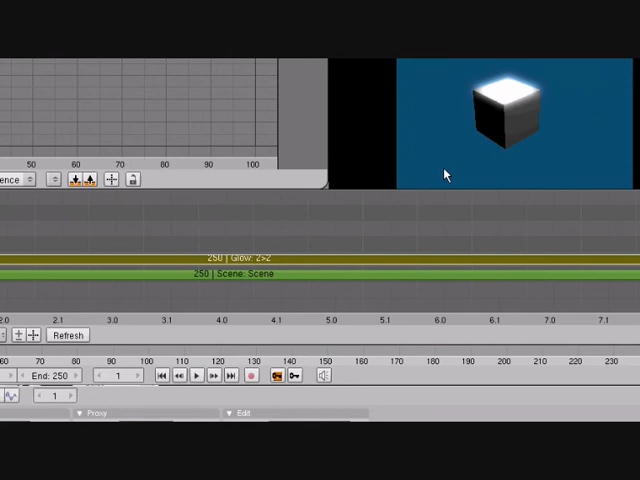 50 60 70 80 90 100
ence
250 | Glow: 2>2
250 | Scene: Scene
2.0 2.1 3.0 3.1 4.0 4.1 5.0 5.1 6.0 6.1 7.0 7.1
Refresh
60 70 80 90 100 110 120 130 140 150 160 170 180 190 200 210 220 230
End: 250 1
1
Proxy Edit